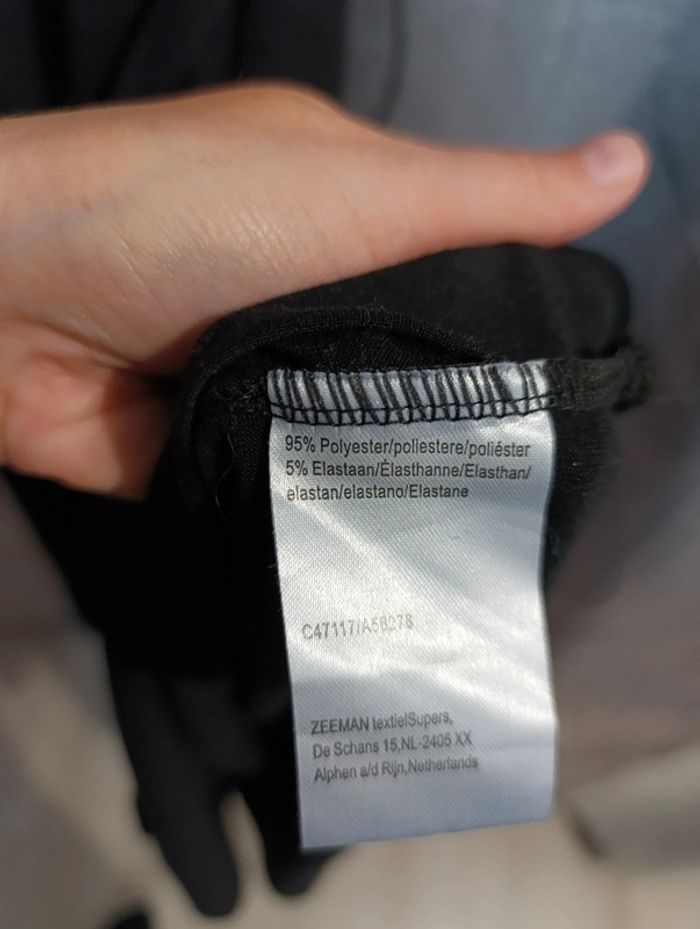 95% Polyester/poliestere/poliéster
5% Elastaan/Élasthanne/Elasthan/
elastan/elastano/Elastane
C47117/A56278
ZEEMAN textielSupers,
De Schans 15,NL-2405 XX
Alphen a/d Rijn,Netherlands